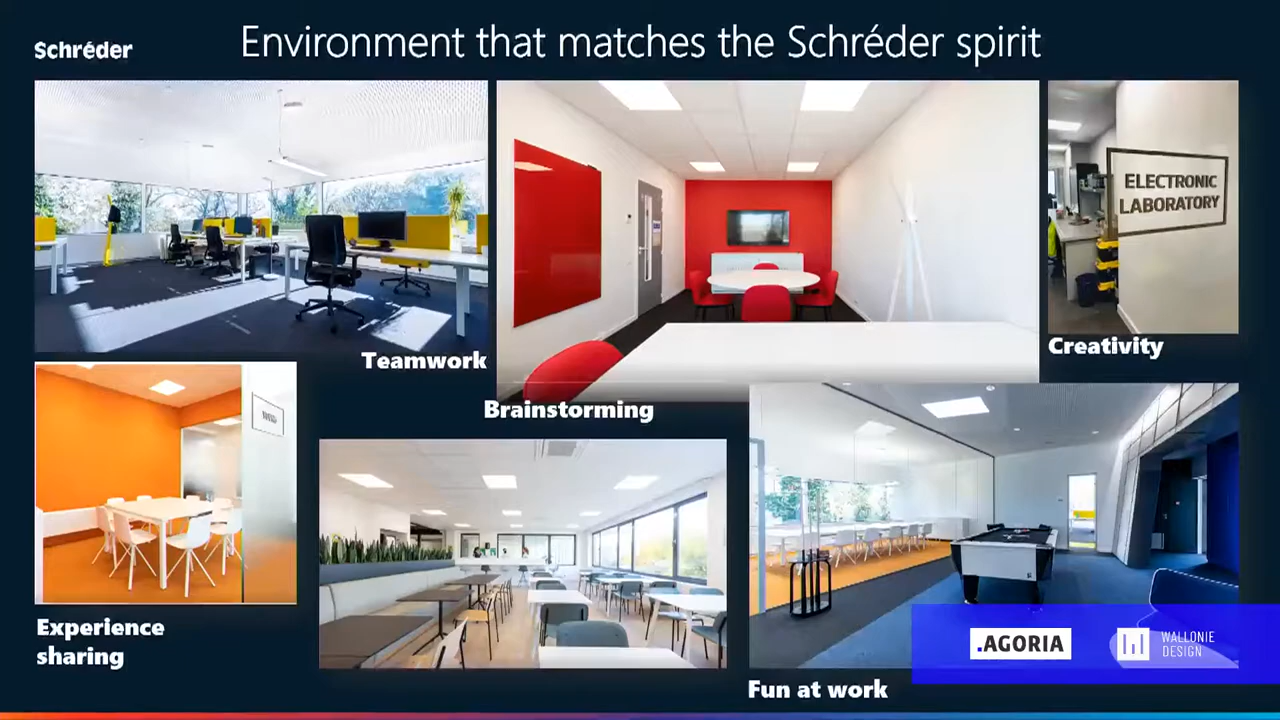 Schréder
Environment that matches the Schréder spirit
ELECTRONIC
LABORATORY
Teamwork
Creativity
Brainstorming
Experience
sharing
Fun at work
.AGORIA
WALLONIE
DESIGN